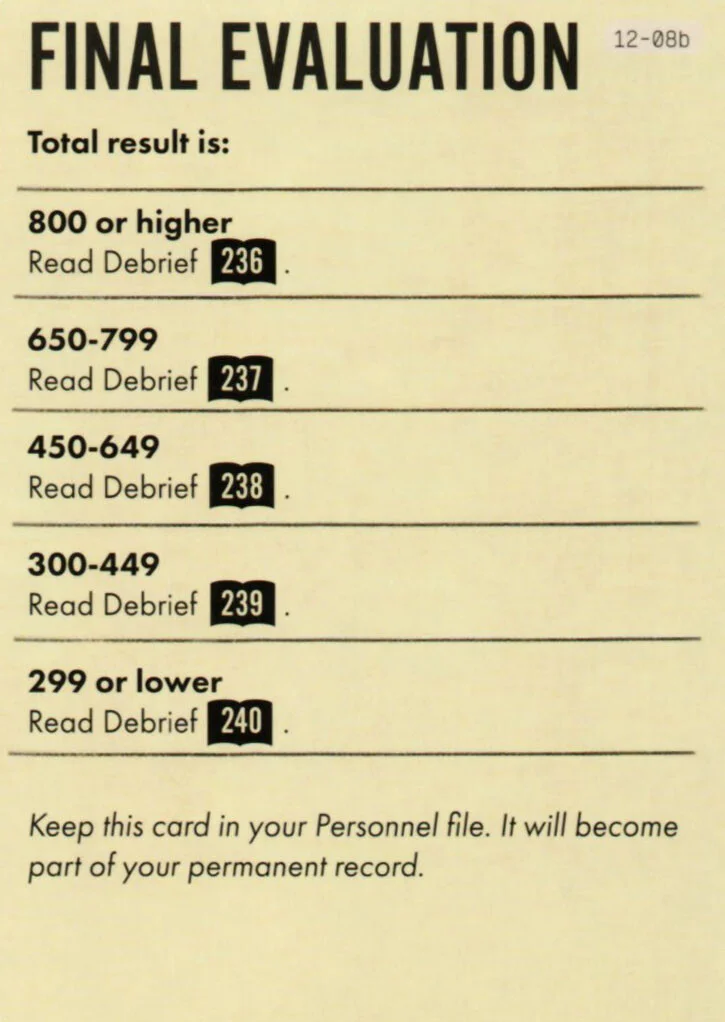 FINAL EVALUATION 12-08b
Total result is:
800 or higher
Read Debrief 236 .
650-799
Read Debrief 237 .
450-649
Read Debrief 238 .
300-449
Read Debrief 239 .
299 or lower
Read Debrief 240 .
Keep this card in your Personnel file. It will become
part of your permanent record.